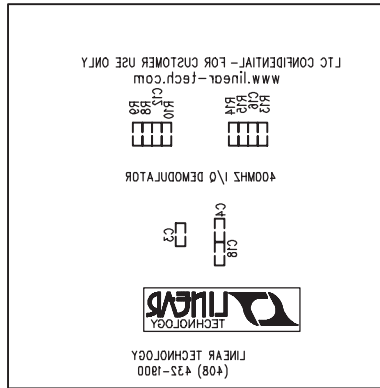 LTC CONFIDENTIAL-FOR CUSTOMER USE ONLY
www.linear-tech.com
R9
R8
C12
R10
R14
R15
C16
R13
400MHZ I/Q DEMODULATOR
C3
C4
C18
LINEAR
TECHNOLOGY
LINEAR TECHNOLOGY
(408) 432-1900